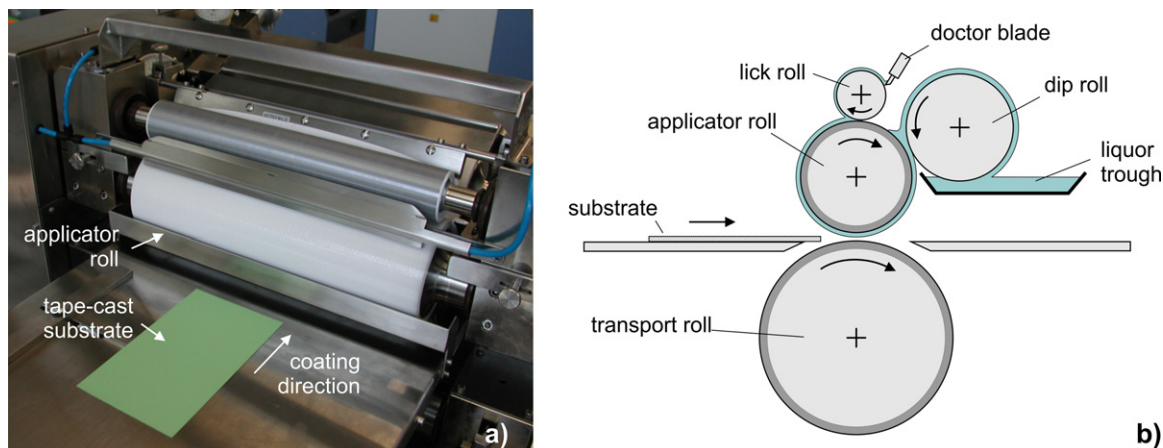 applicator
roll
tape-cast
substrate
coating
direction
a)
b)
doctor blade
lick roll
dip roll
applicator roll
liquor
trough
substrate
transport roll